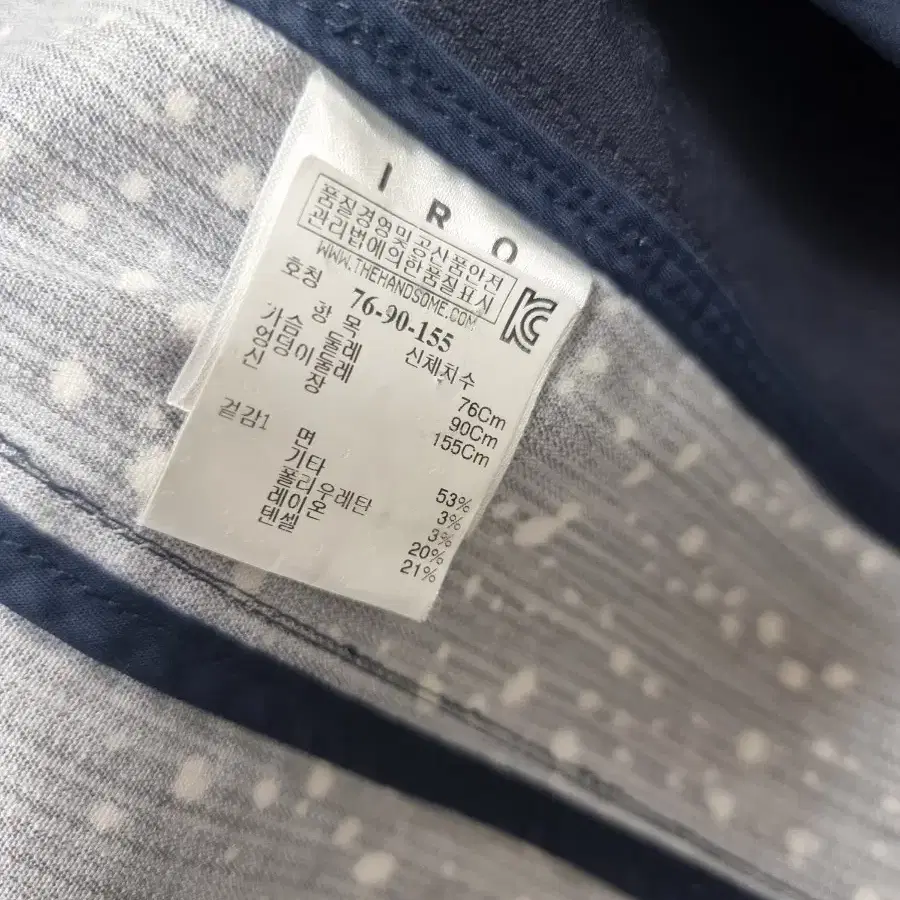 I R O
품질경영및공산품안전
관리법에의한품질표시
WWW.THEHANDSOME.COM
호칭 76-90-155
항 목 신체치수
가슴둘레 76Cm
엉덩이둘레 90Cm
신 장 155Cm
겉감1 면 53%
기타 3%
폴리우레탄 3%
레이온 20%
텐셀 21%